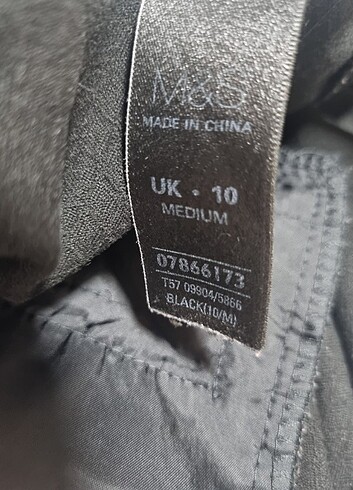 M&S
MADE IN CHINA
UK · 10
MEDIUM
07866173
T57 09904/5866
BLACK(10/M)